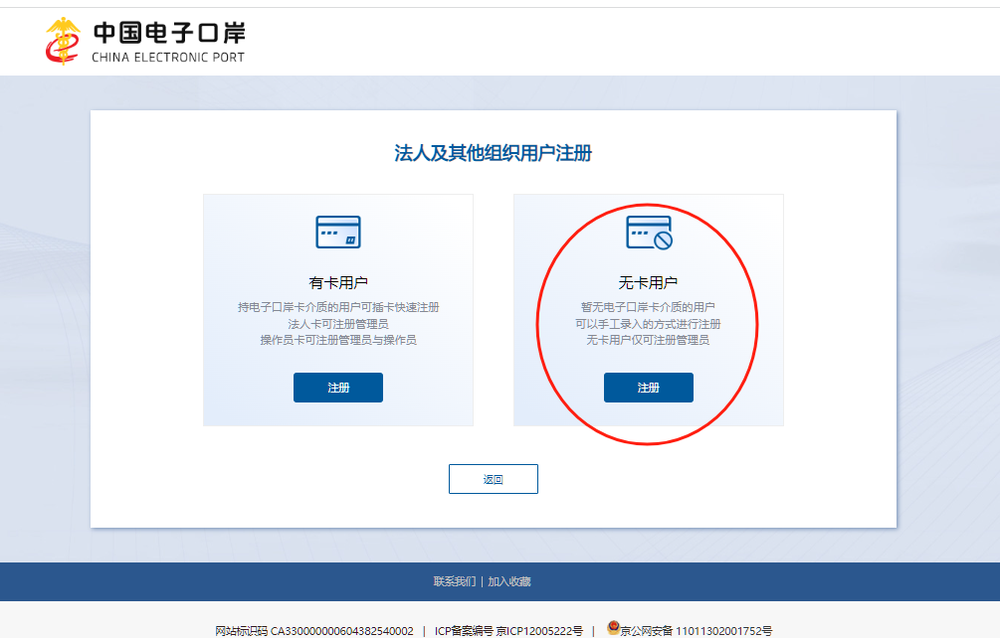 中国电子口岸
CHINA ELECTRONIC PORT
法人及其他组织用户注册
有卡用户
持电子口岸卡介质的用户可插卡快速注册
法人卡可注册管理员
操作员卡可注册管理员与操作员
注册
无卡用户
暂无电子口岸卡介质的用户
可以手工录入的方式进行注册
无卡用户仅可注册管理员
注册
返回
联系我们 | 加入收藏
网站标识码 CA330000000604382540002 | ICP备案编号 京ICP12005222号 | 京公网安备 11011302001752号